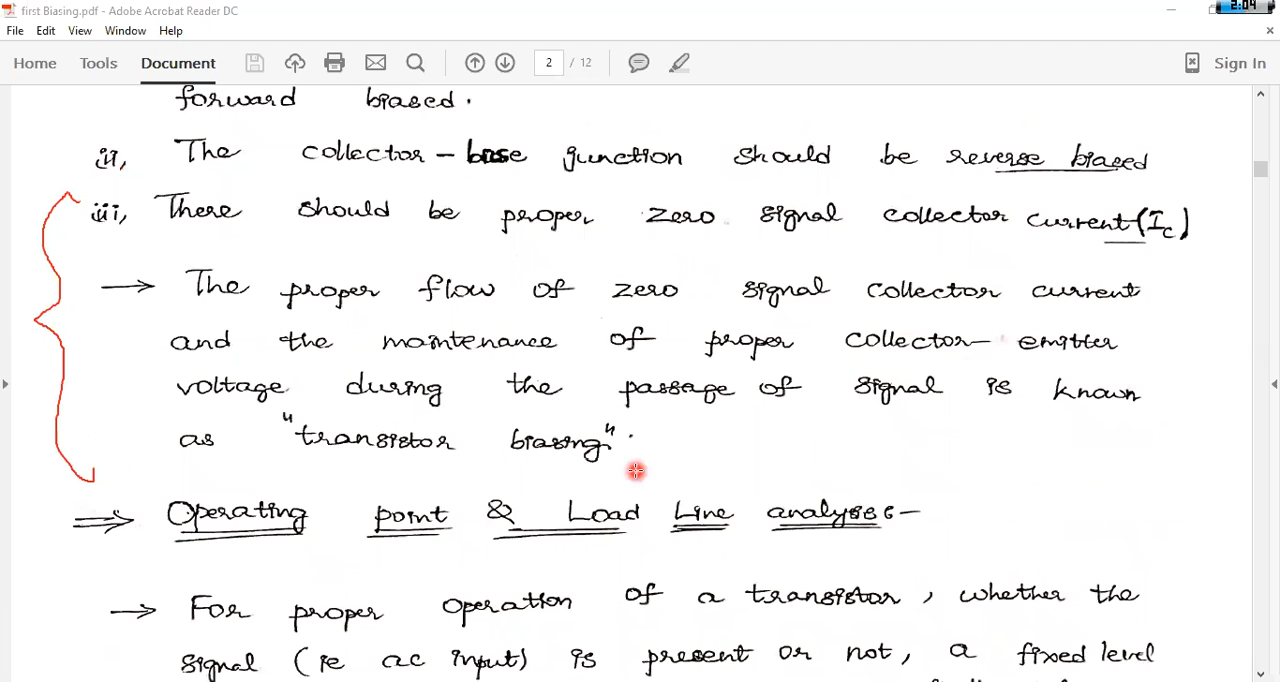 first Biasing.pdf - Adobe Acrobat Reader DC
2:04
File Edit View Window Help
Home Tools Document 2 / 12 Sign In
forward biased.
ii, The collector - base junction should be reverse biased
iii, There should be proper zero signal collector current (Ic)
→ The proper flow of zero signal collector current
and the maintenance of proper collector- emitter
voltage during the passage of signal is known
as "transistor biasing".
⇒ Operating point & Load Line analyses -
→ For proper operation of a transistor, whether the
signal (ie ac input) is present or not, a fixed level